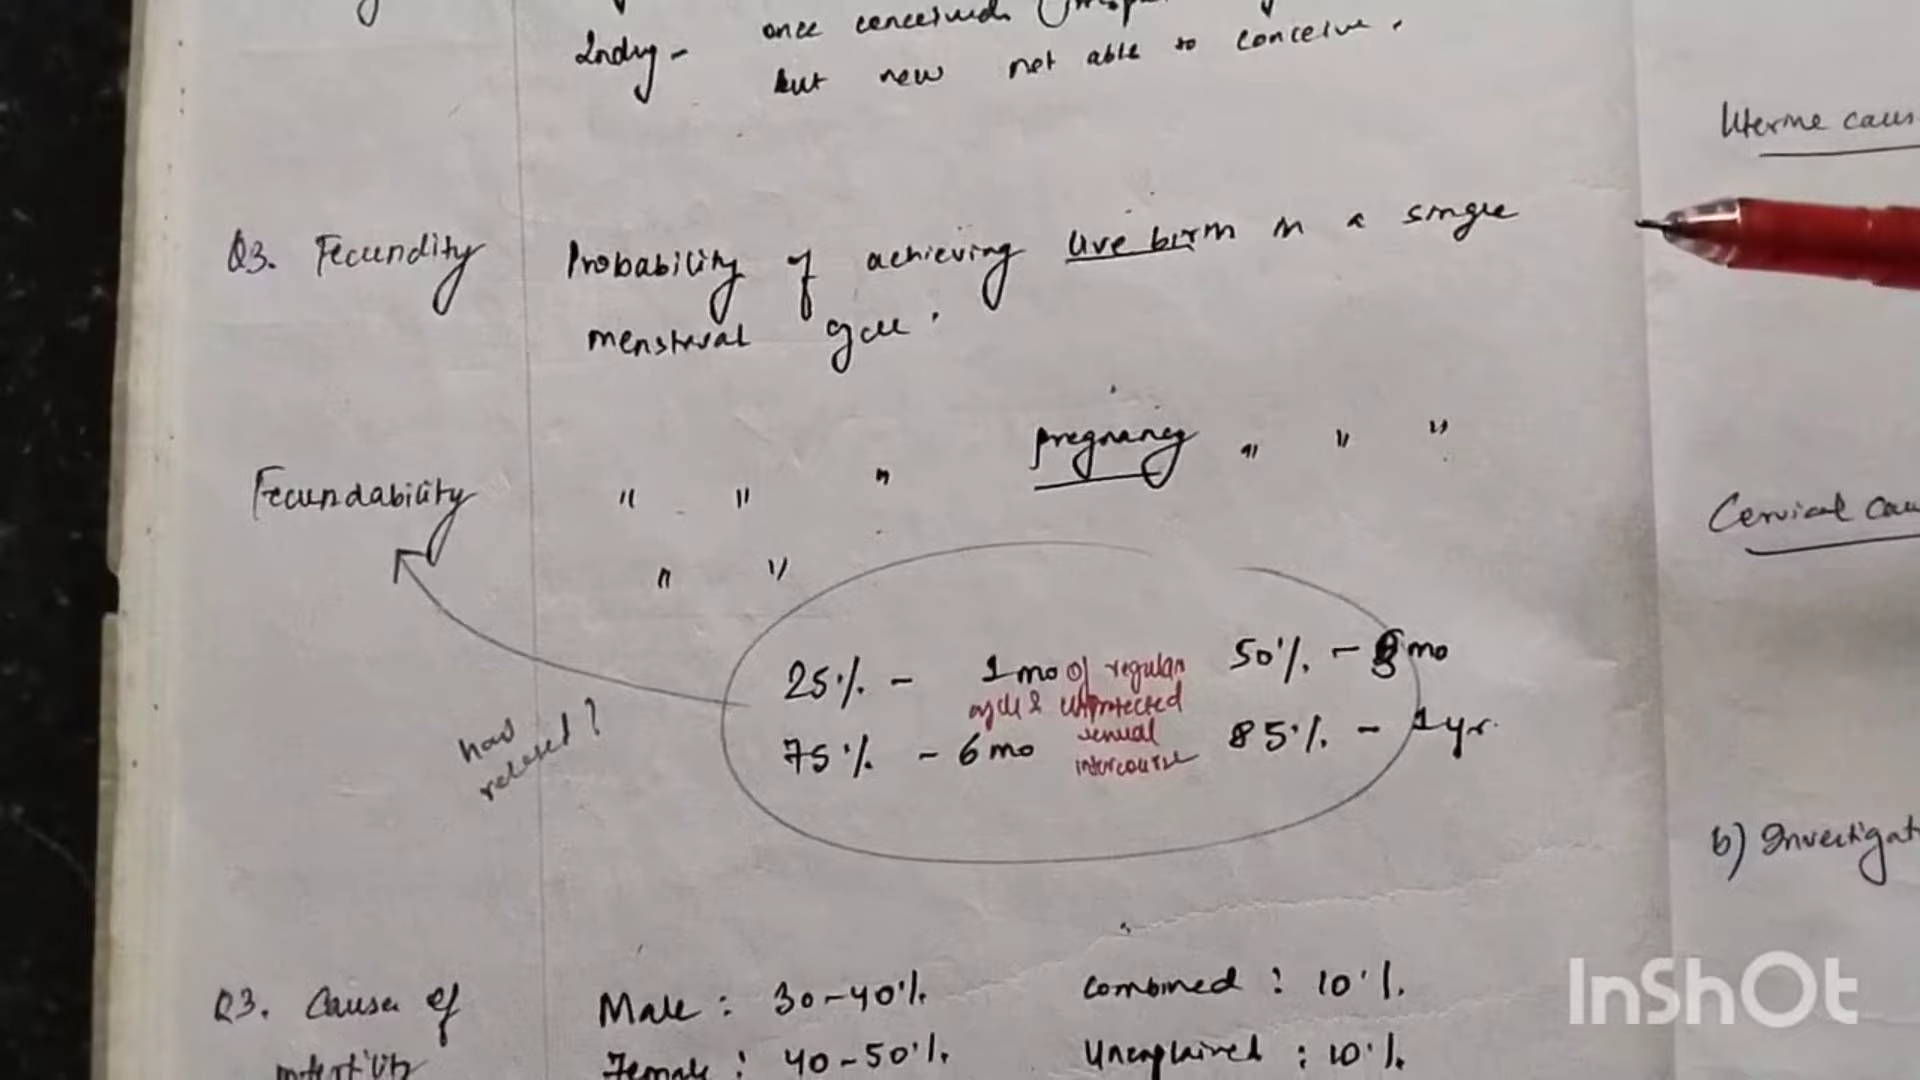 once conceived
2ndry - but now not able to conceive.
Uterine caus
Q3. Fecundity Probability of achieving live birth in a single
menstrual cycle.
Fecundability " " " pregnancy " " "
" "
25% - 1 mo of regular 50% - 3 mo
cycle & unprotected
75% - 6 mo sexual 85% - 1 yr.
intercourse
how
related?
Cervical cau
b) Investigat
Q3. Causes of Male : 30-40% Combined : 10%.
infertility Female : 40-50%. Unexplained : 10%.
InShOt